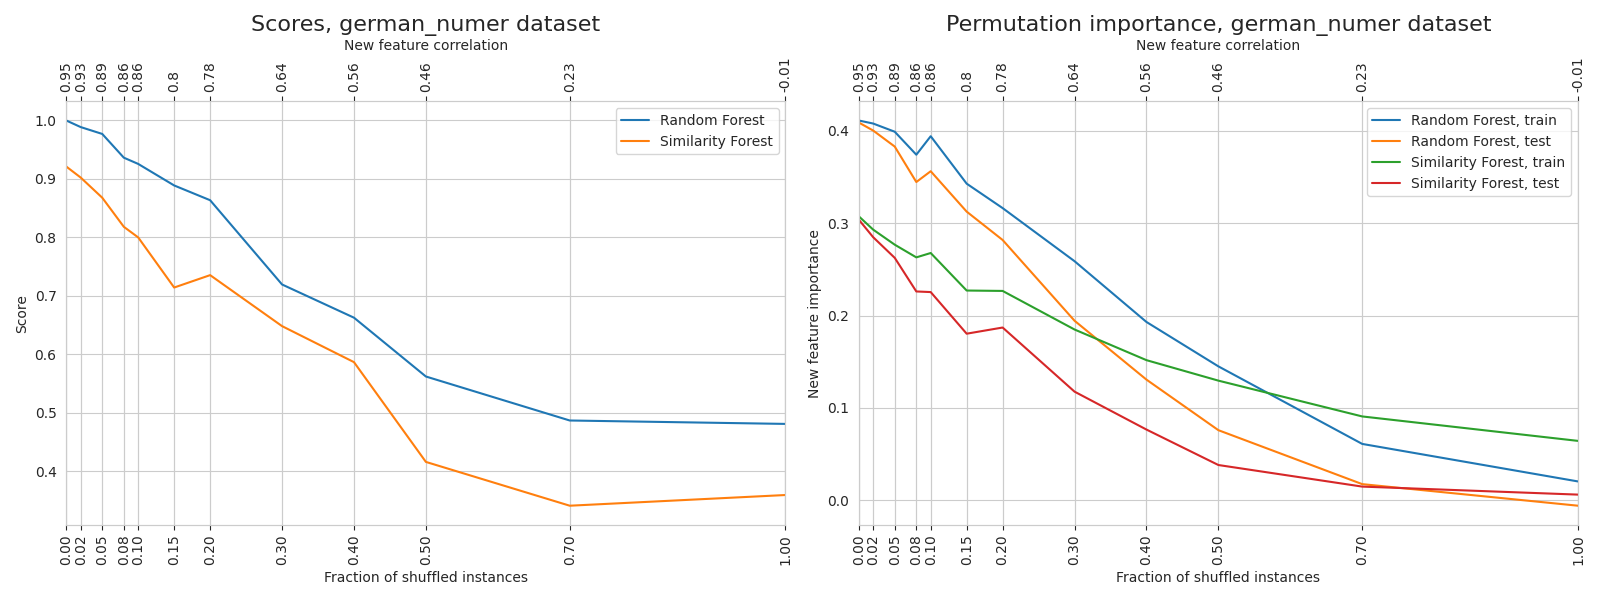 Scores, german_numer dataset
New feature correlation
0.95 0.93 0.89 0.86 0.86 0.8 0.78 0.64 0.56 0.46 0.23 -0.01
Random Forest
Similarity Forest
Score
1.0
0.9
0.8
0.7
0.6
0.5
0.4
0.00 0.02 0.05 0.08 0.10 0.15 0.20 0.30 0.40 0.50 0.70 1.00
Fraction of shuffled instances
Permutation importance, german_numer dataset
New feature correlation
0.95 0.93 0.89 0.86 0.86 0.8 0.78 0.64 0.56 0.46 0.23 -0.01
Random Forest, train
Random Forest, test
Similarity Forest, train
Similarity Forest, test
New feature importance
0.4
0.3
0.2
0.1
0.0
0.00 0.02 0.05 0.08 0.10 0.15 0.20 0.30 0.40 0.50 0.70 1.00
Fraction of shuffled instances